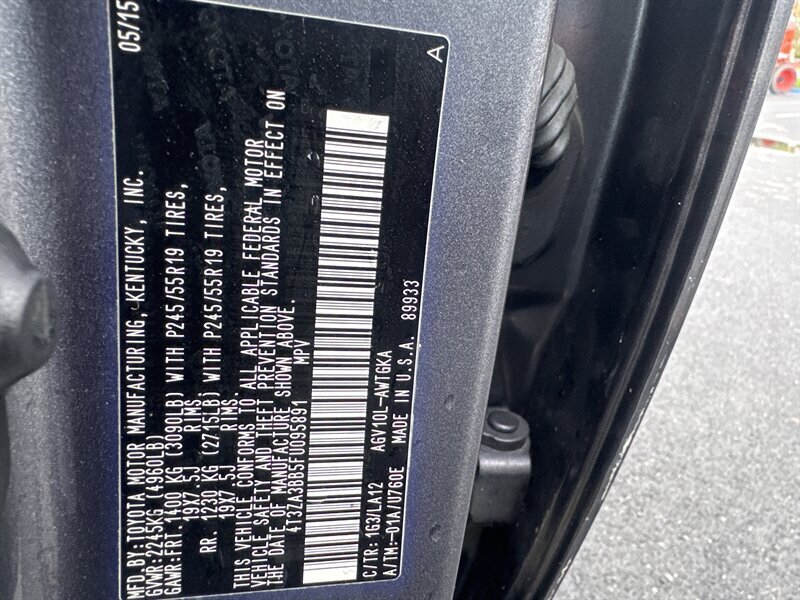 MFD.BY:TOYOTA MOTOR MANUFACTURING, KENTUCKY, INC. 05/15
GVWR:2245KG (4960LB)
GAWR:FRT. 1400 KG (3090LB) WITH P245/55R19 TIRES,
19X7.5J RIMS
RR. 1230 KG (2715LB) WITH P245/55R19 TIRES,
19X7.5J RIMS.
THIS VEHICLE CONFORMS TO ALL APPLICABLE FEDERAL MOTOR
VEHICLE SAFETY AND THEFT PREVENTION STANDARDS IN EFFECT ON
THE DATE OF MANUFACTURE SHOWN ABOVE.
4T3ZA3BB5FU095891 MPV
C/TR:1G3/LA12 AGV10L-AWTGKA
A/TM:-01A/U760E MADE IN U.S.A. 89933 A